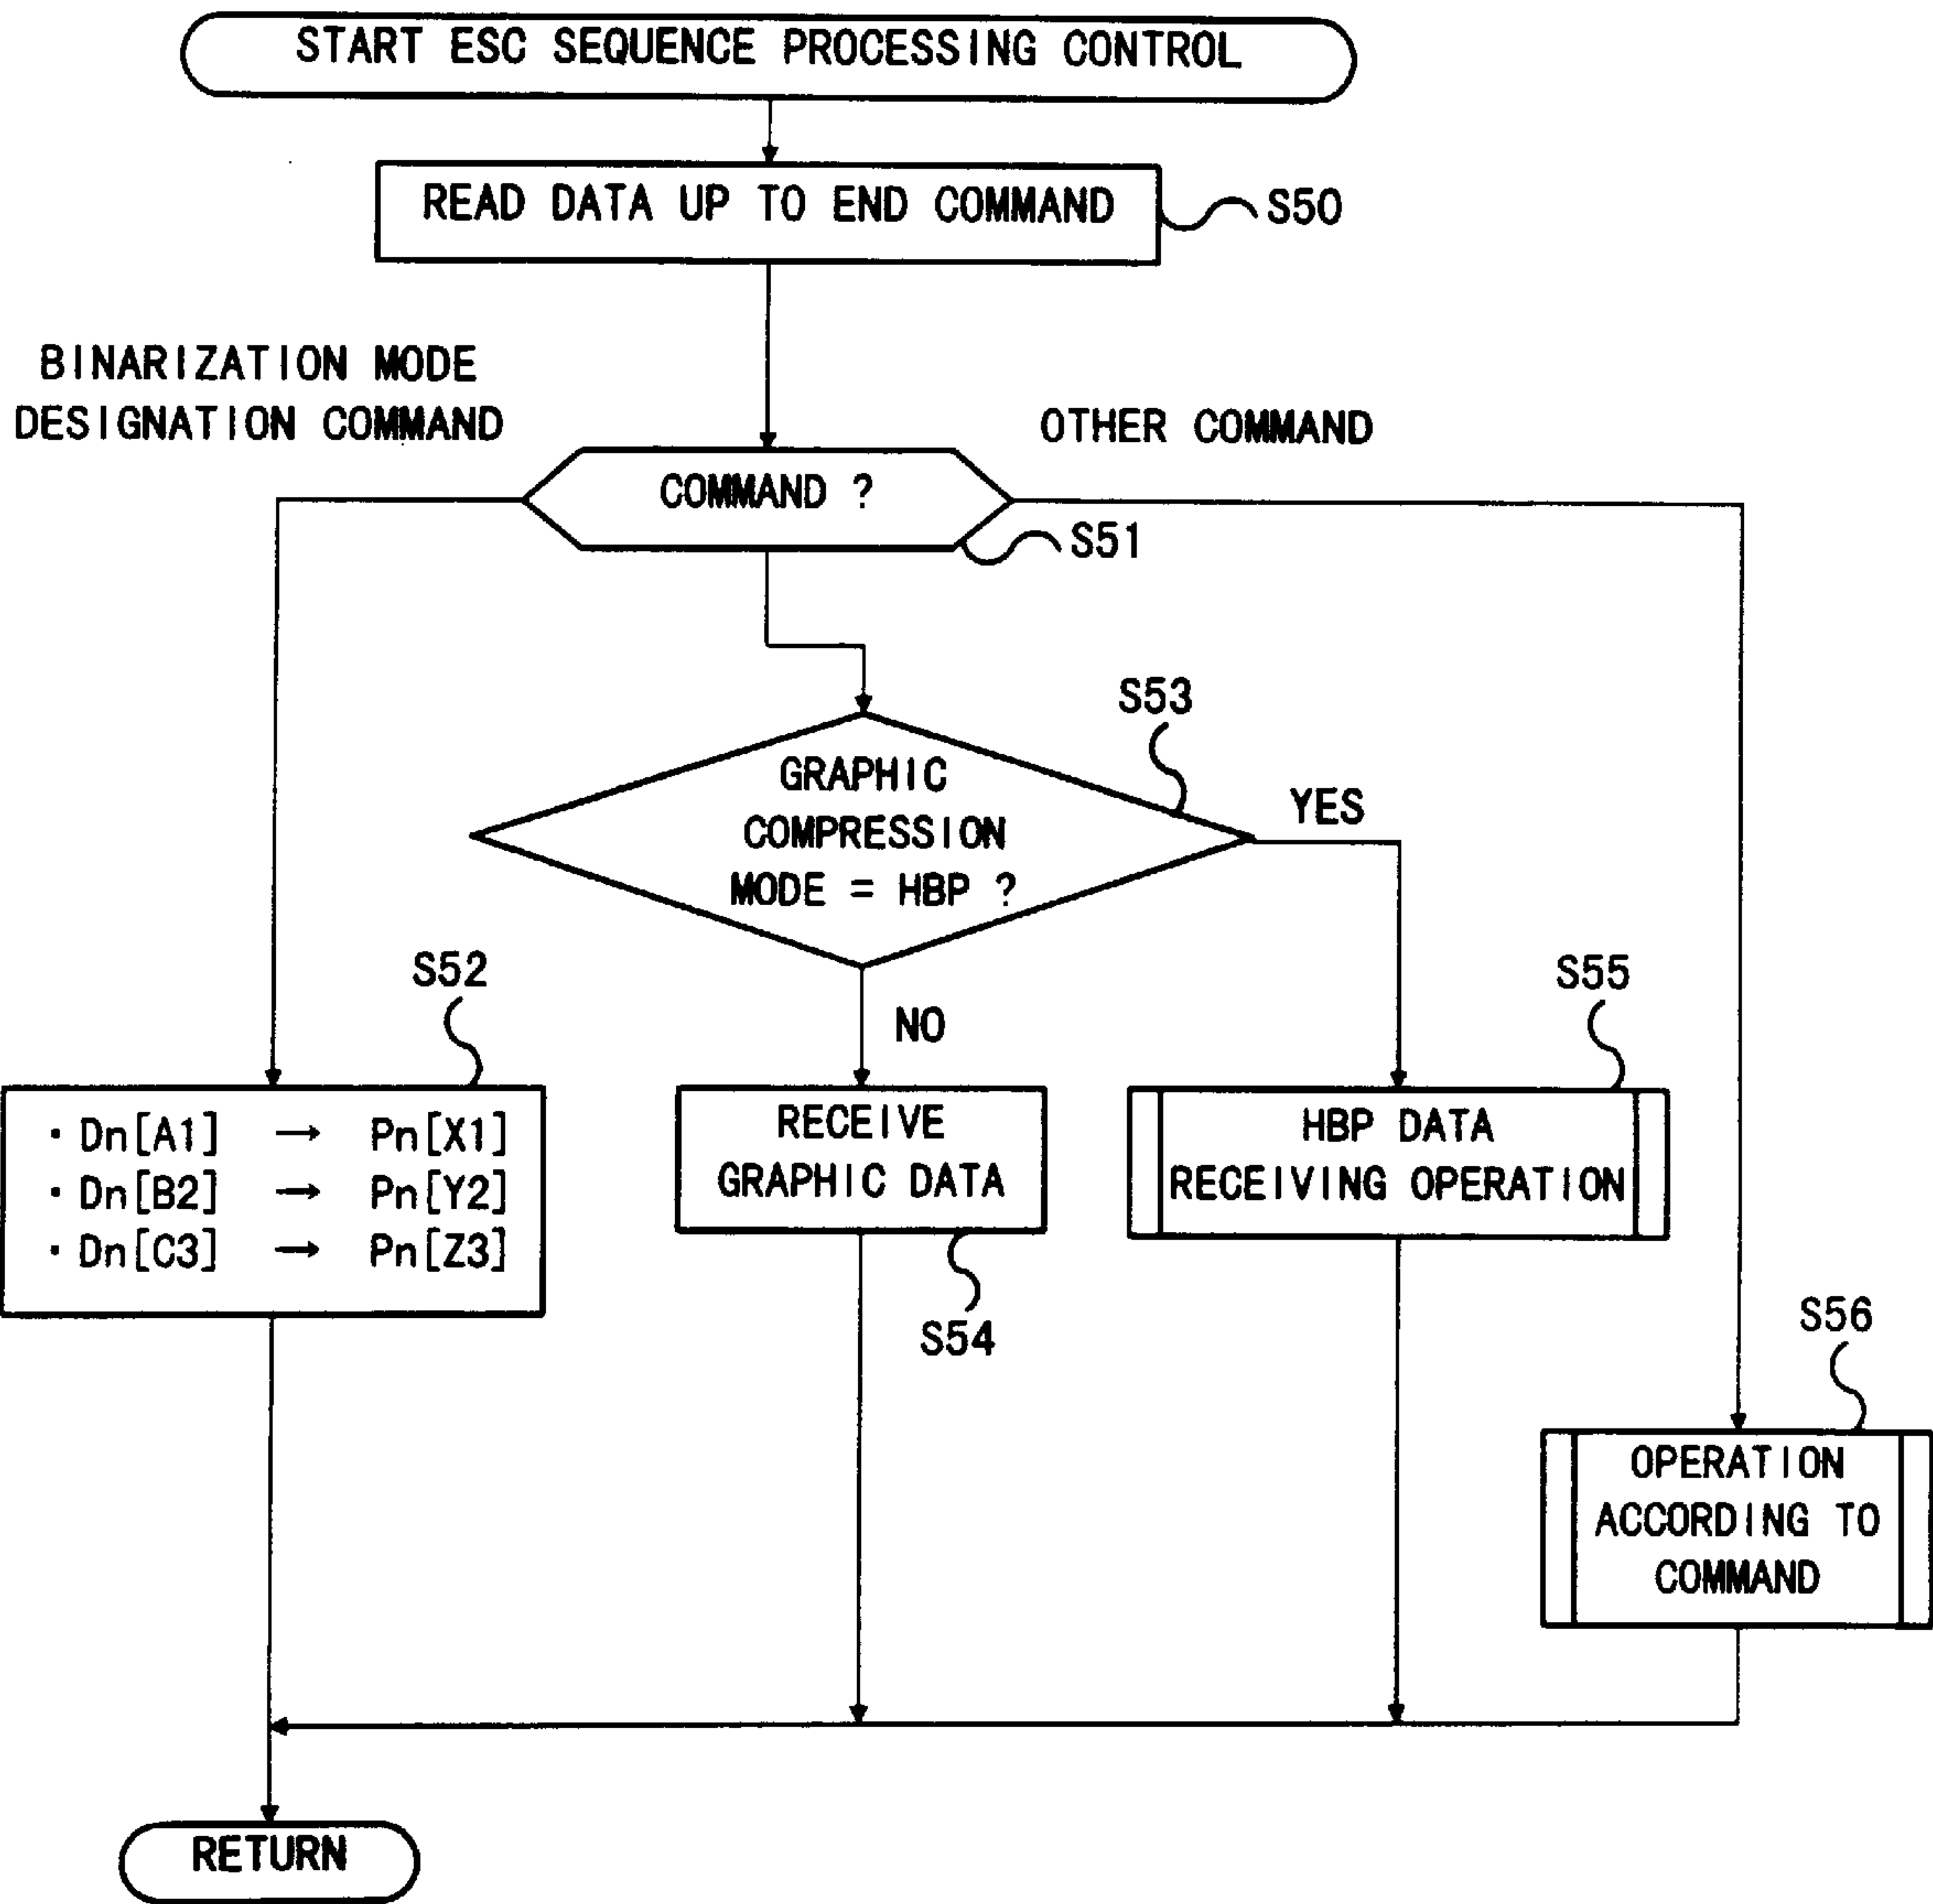 START ESC SEQUENCE PROCESSING CONTROL
READ DATA UP TO END COMMAND
S50
BINARIZATION MODE
DESIGNATION COMMAND
OTHER COMMAND
COMMAND ?
S51
S53
GRAPHIC
COMPRESSION
MODE = HBP ?
YES
NO
S52
· Dn[A1] → Pn[X1]
· Dn[B2] → Pn[Y2]
· Dn[C3] → Pn[Z3]
RECEIVE
GRAPHIC DATA
S54
S55
HBP DATA
RECEIVING OPERATION
S56
OPERATION
ACCORDING TO
COMMAND
RETURN